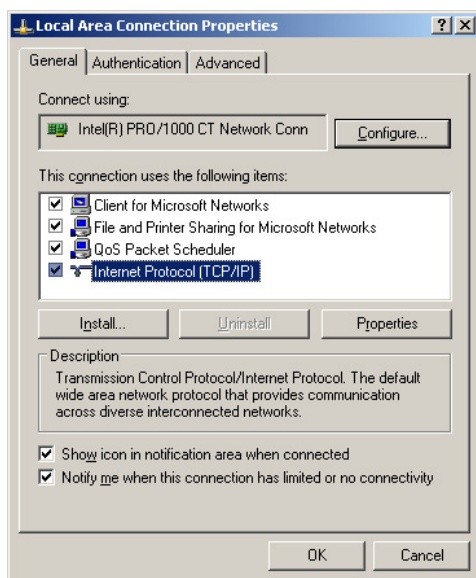 Local Area Connection Properties
General Authentication Advanced
Connect using:
Intel(R) PRO/1000 CT Network Conn Configure...
This connection uses the following items:
Client for Microsoft Networks
File and Printer Sharing for Microsoft Networks
QoS Packet Scheduler
Internet Protocol (TCP/IP)
Install... Uninstall Properties
Description
Transmission Control Protocol/Internet Protocol. The default
wide area network protocol that provides communication
across diverse interconnected networks.
Show icon in notification area when connected
Notify me when this connection has limited or no connectivity
OK Cancel